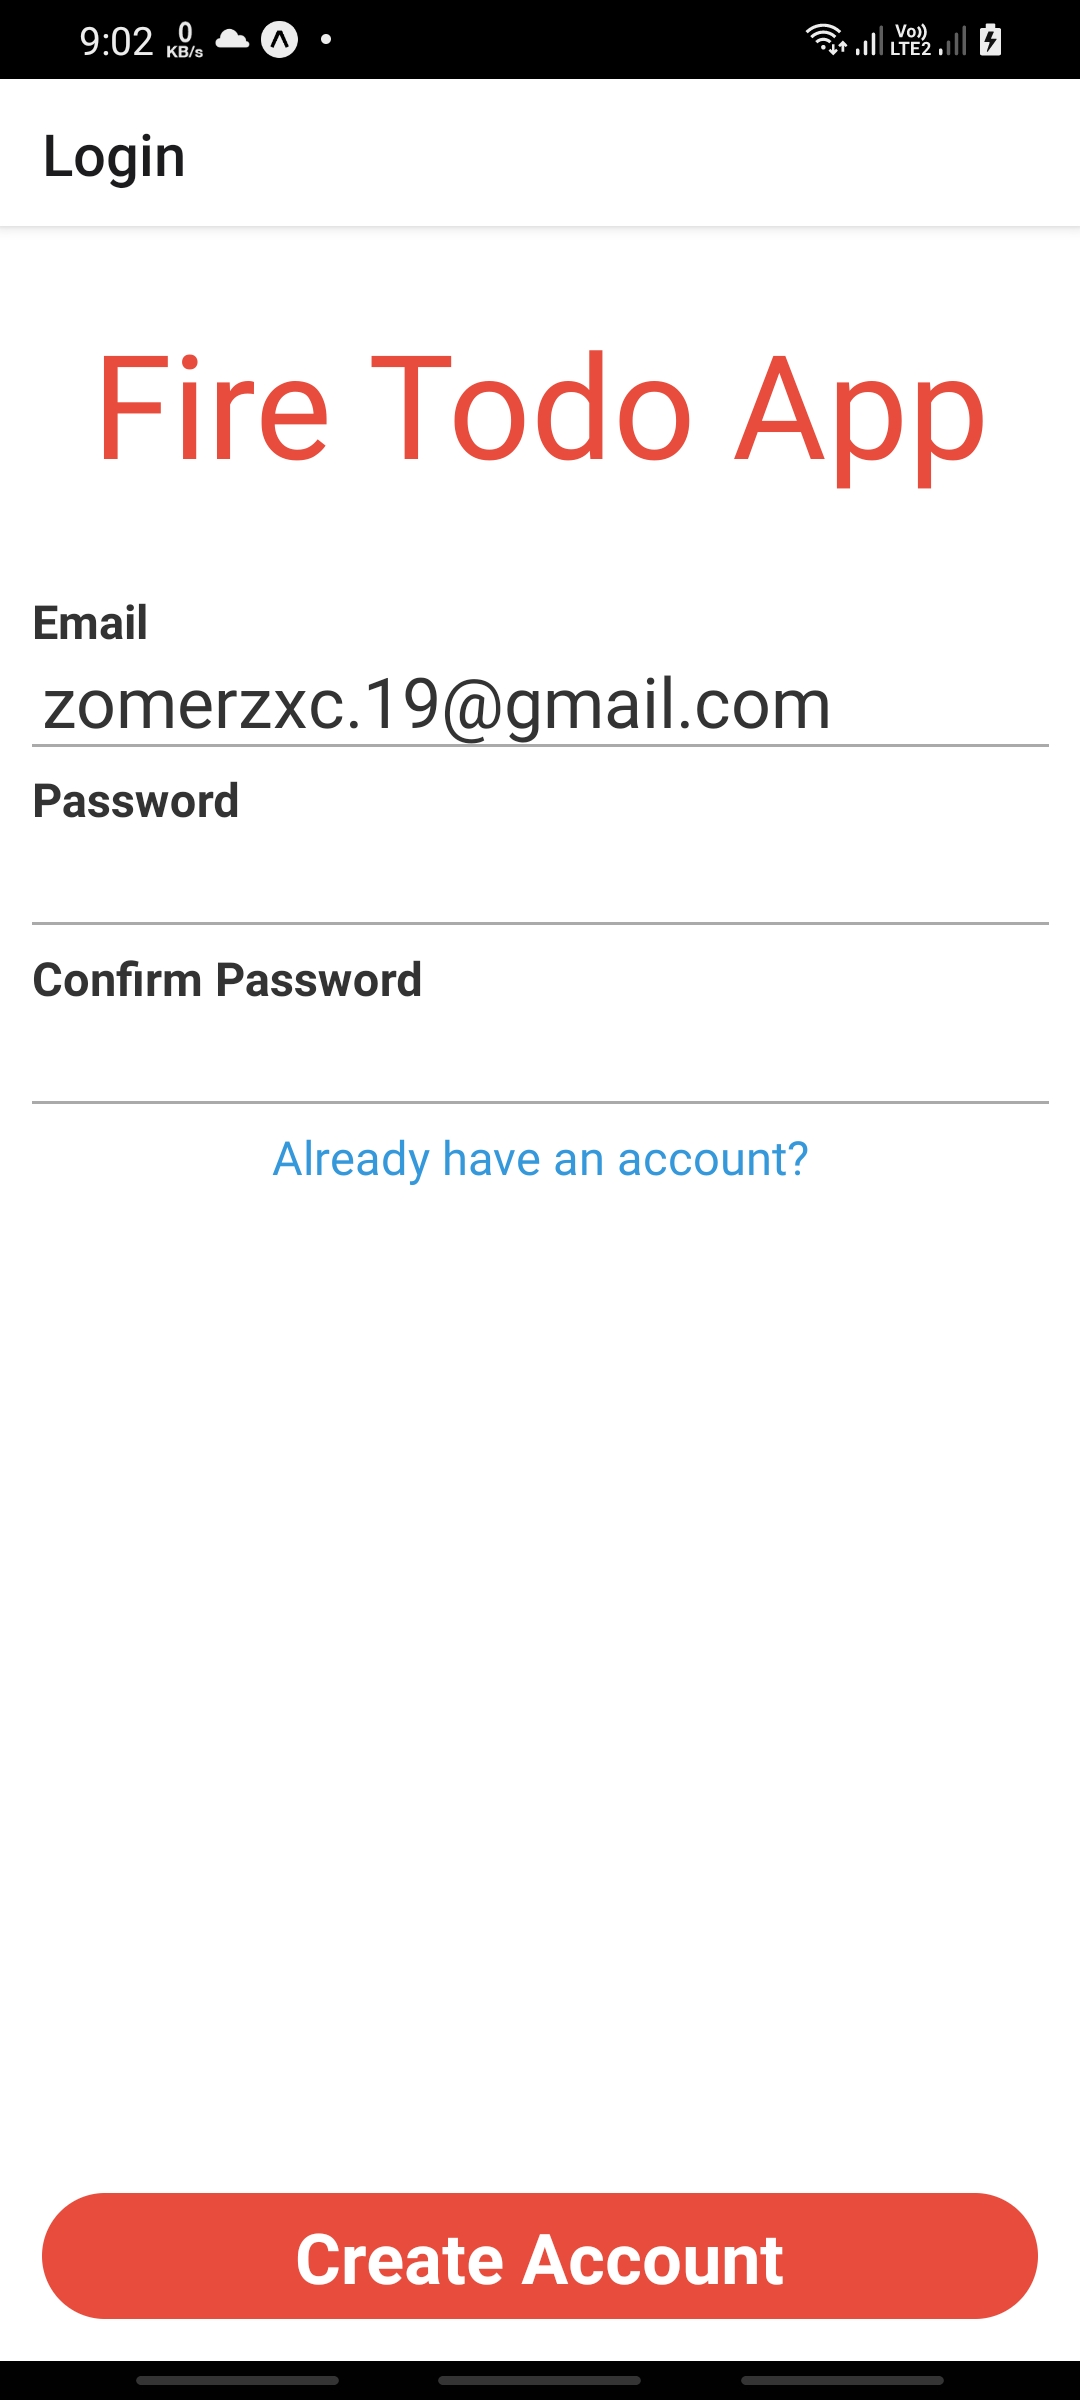 9:02 0 KB/s Vo)) LTE2
Login
Fire Todo App
Email
zomerzxc.19@gmail.com
Password
Confirm Password
Already have an account?
Create Account